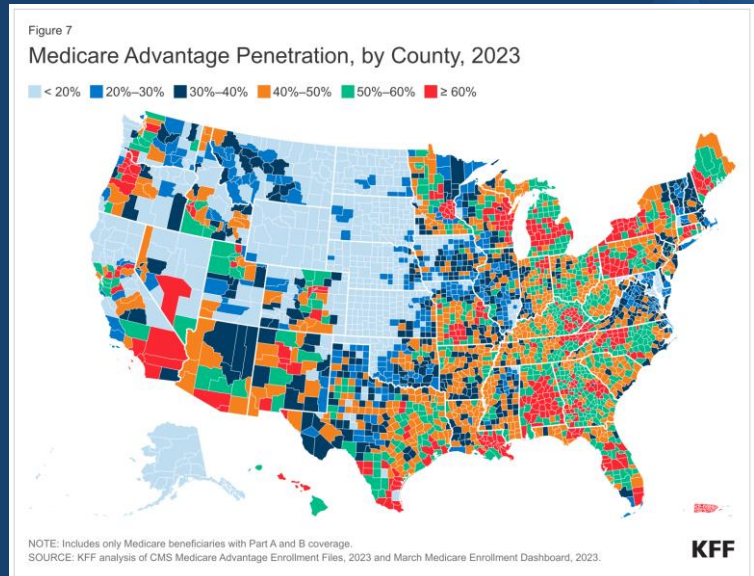 Figure 7
Medicare Advantage Penetration, by County, 2023
< 20% 20%–30% 30%–40% 40%–50% 50%–60% ≥ 60%
NOTE: Includes only Medicare beneficiaries with Part A and B coverage.
SOURCE: KFF analysis of CMS Medicare Advantage Enrollment Files, 2023 and March Medicare Enrollment Dashboard, 2023.
KFF